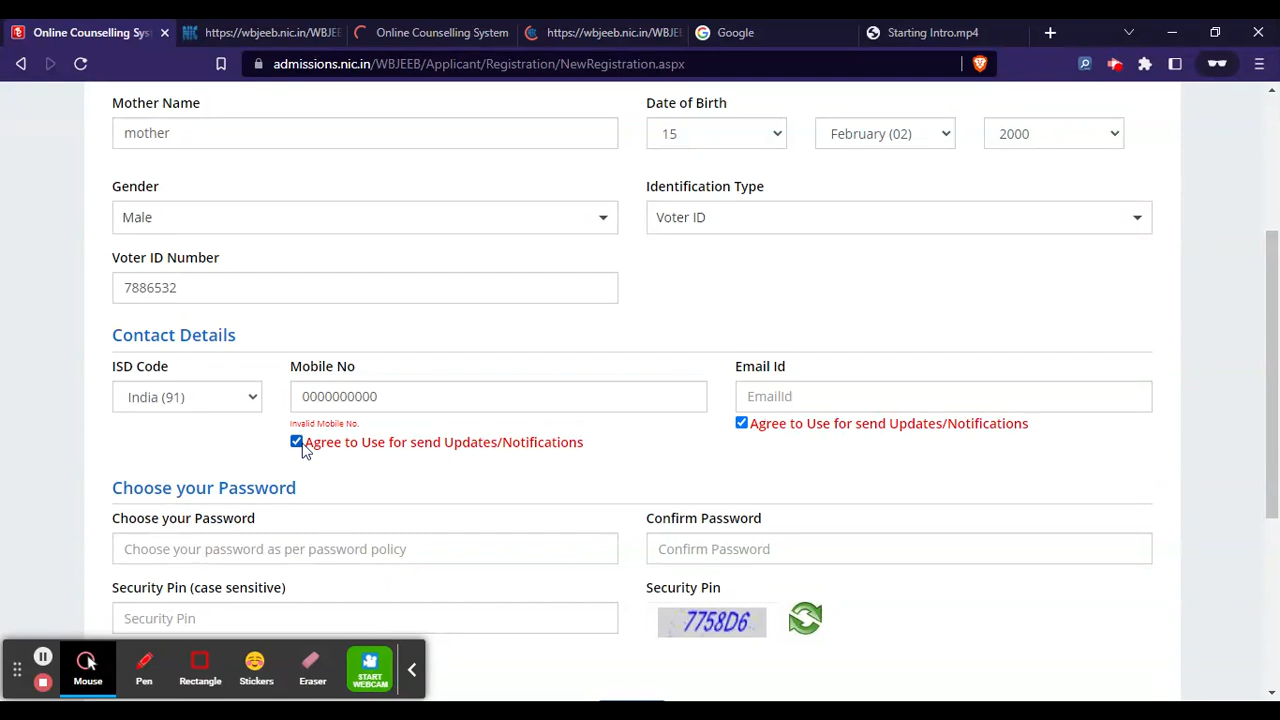 Online Counselling Sys
https://wbjeeb.nic.in/WBJEE
Online Counselling System
https://wbjeeb.nic.in/WBJEE
Google
Starting Intro.mp4
admissions.nic.in/WBJEEB/Applicant/Registration/NewRegistration.aspx
Mother Name
Date of Birth
mother
15
February (02)
2000
Gender
Identification Type
Male
Voter ID
Voter ID Number
7886532
Contact Details
ISD Code
Mobile No
Email Id
India (91)
0000000000
EmailId
Invalid Mobile No.
Agree to Use for send Updates/Notifications
Agree to Use for send Updates/Notifications
Choose your Password
Choose your Password
Confirm Password
Choose your password as per password policy
Confirm Password
Security Pin (case sensitive)
Security Pin
Security Pin
7758D6
Mouse
Pen
Rectangle
Stickers
Eraser
START
WEBCAM